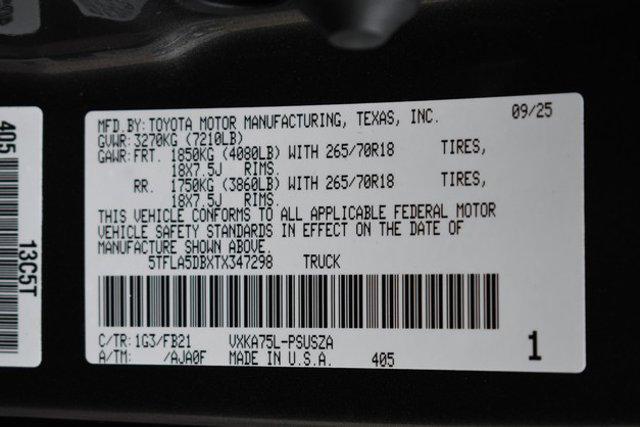 MFD.BY:TOYOTA MOTOR MANUFACTURING, TEXAS, INC. 09/25
GVWR:3270KG (7210LB)
GAWR:FRT. 1850KG (4080LB) WITH 265/70R18 TIRES,
18X7.5J RIMS.
RR. 1750KG (3860LB) WITH 265/70R18 TIRES,
18X7.5J RIMS.
THIS VEHICLE CONFORMS TO ALL APPLICABLE FEDERAL MOTOR
VEHICLE SAFETY STANDARDS IN EFFECT ON THE DATE OF
MANUFACTURE SHOWN ABOVE.
5TFLA5DBXTX347298 TRUCK
C/TR:1G3/FB21 VXKA75L-PSUSZA
A/TM: /AJA0F MADE IN U.S.A. 405 1
405
13C5T